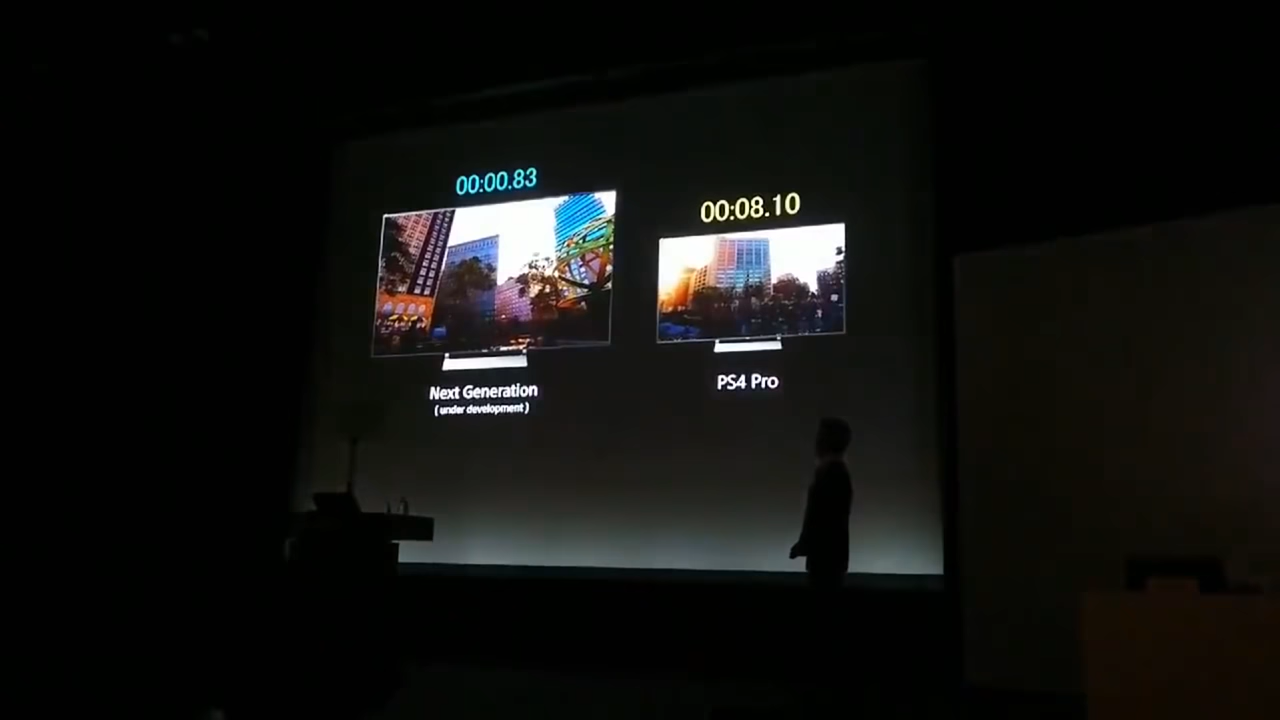 00:00.83
00:08.10
Next Generation
( under development )
PS4 Pro